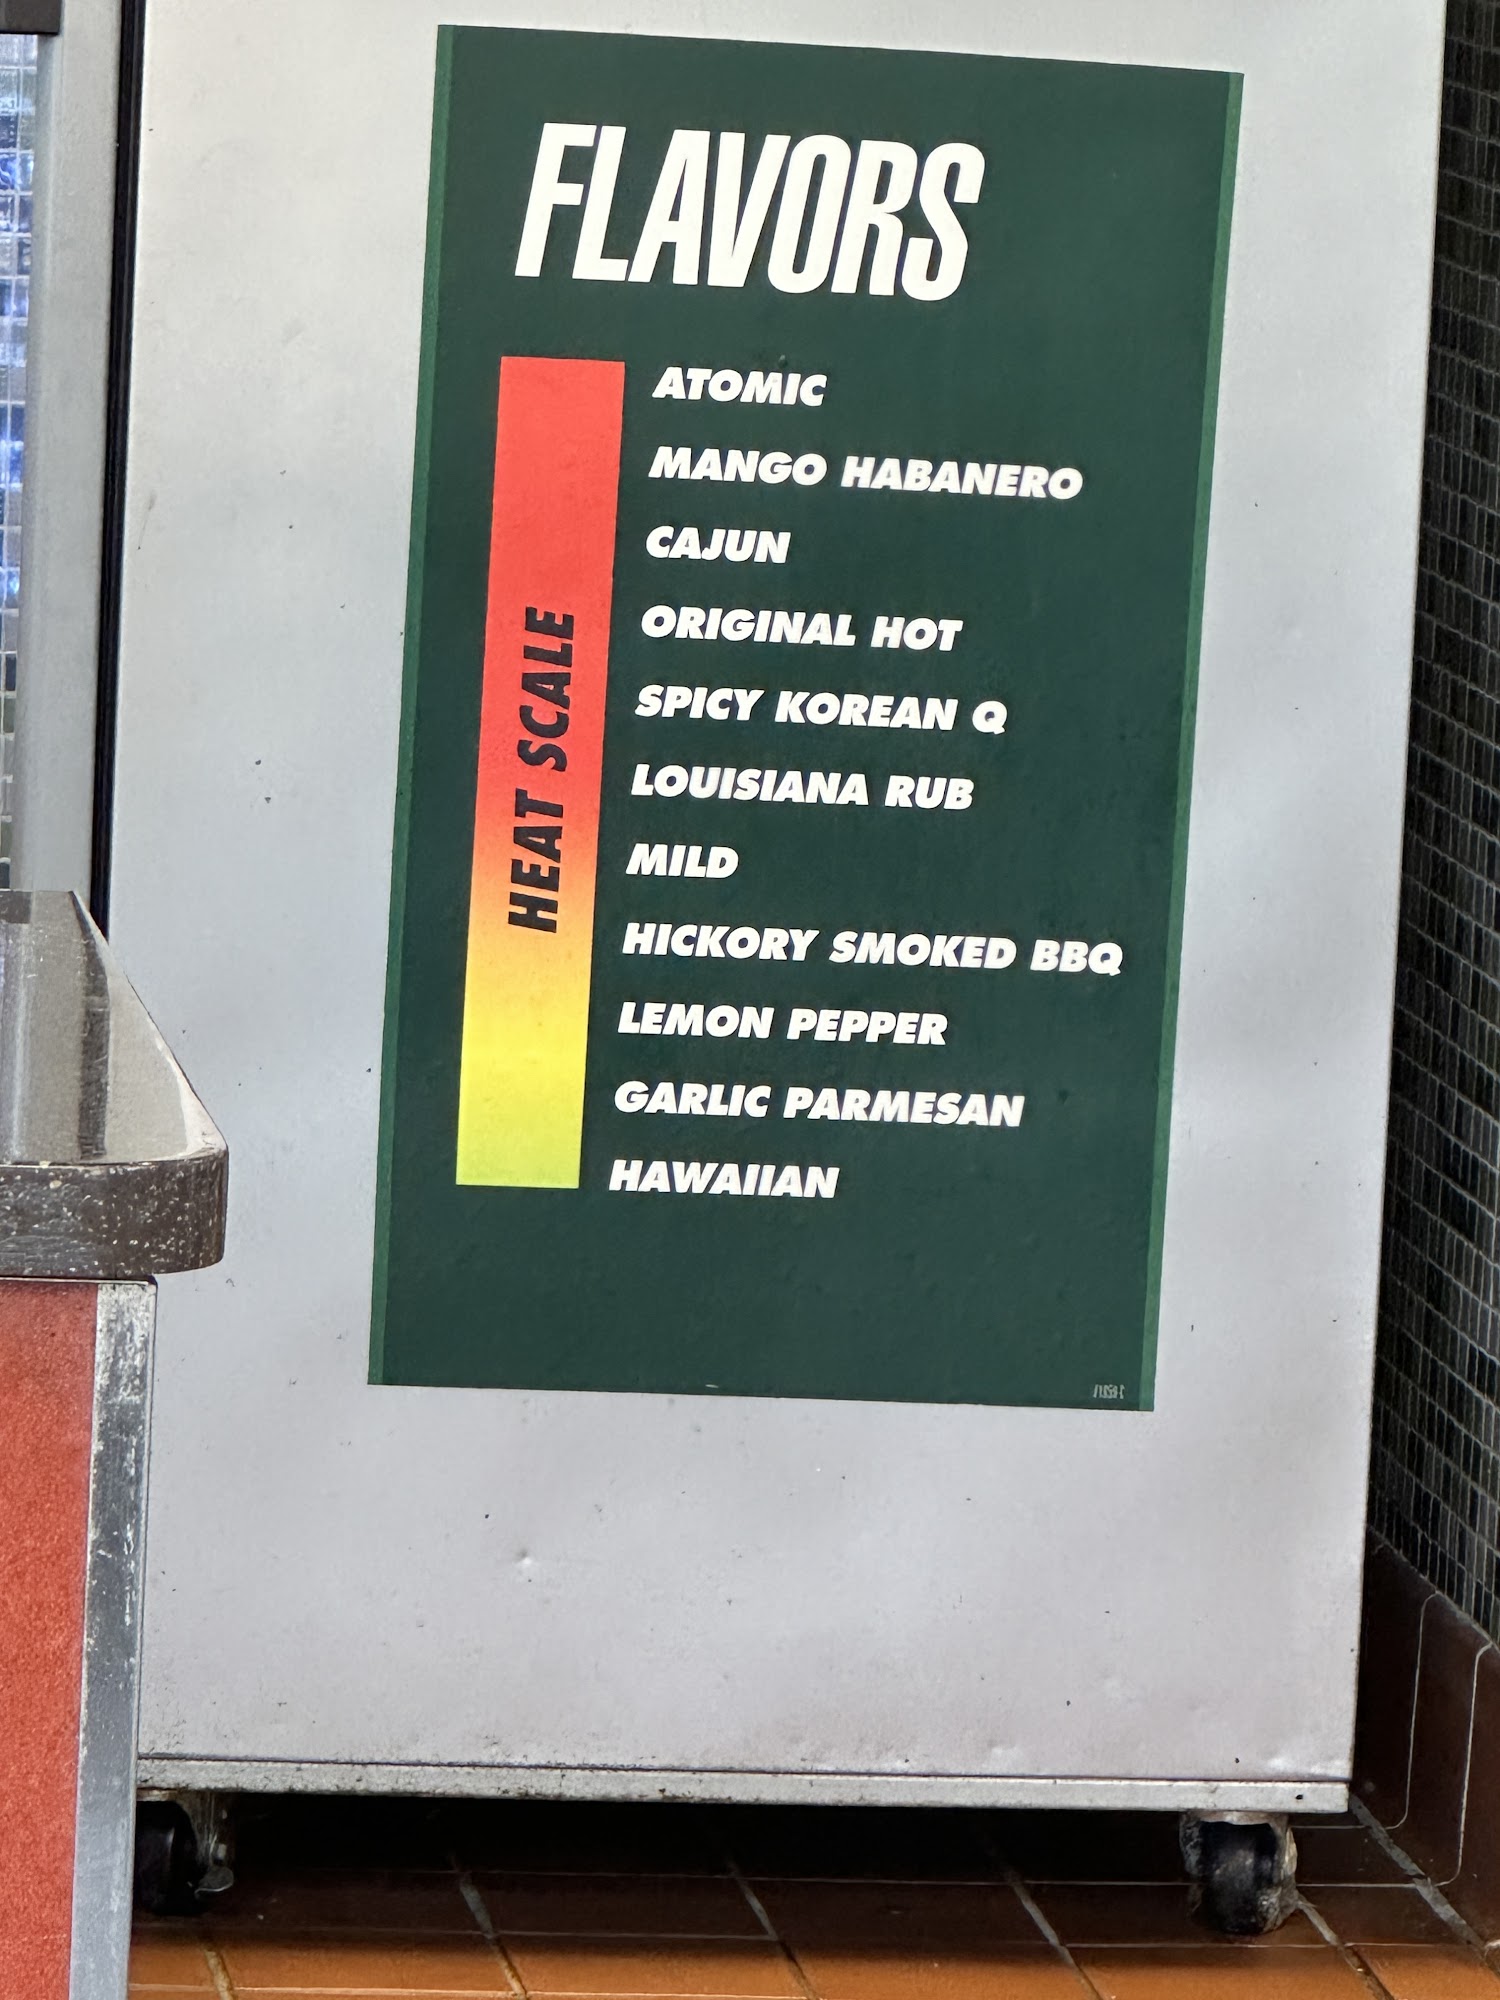 FLAVORS
HEAT SCALE
ATOMIC
MANGO HABANERO
CAJUN
ORIGINAL HOT
SPICY KOREAN Q
LOUISIANA RUB
MILD
HICKORY SMOKED BBQ
LEMON PEPPER
GARLIC PARMESAN
HAWAIIAN